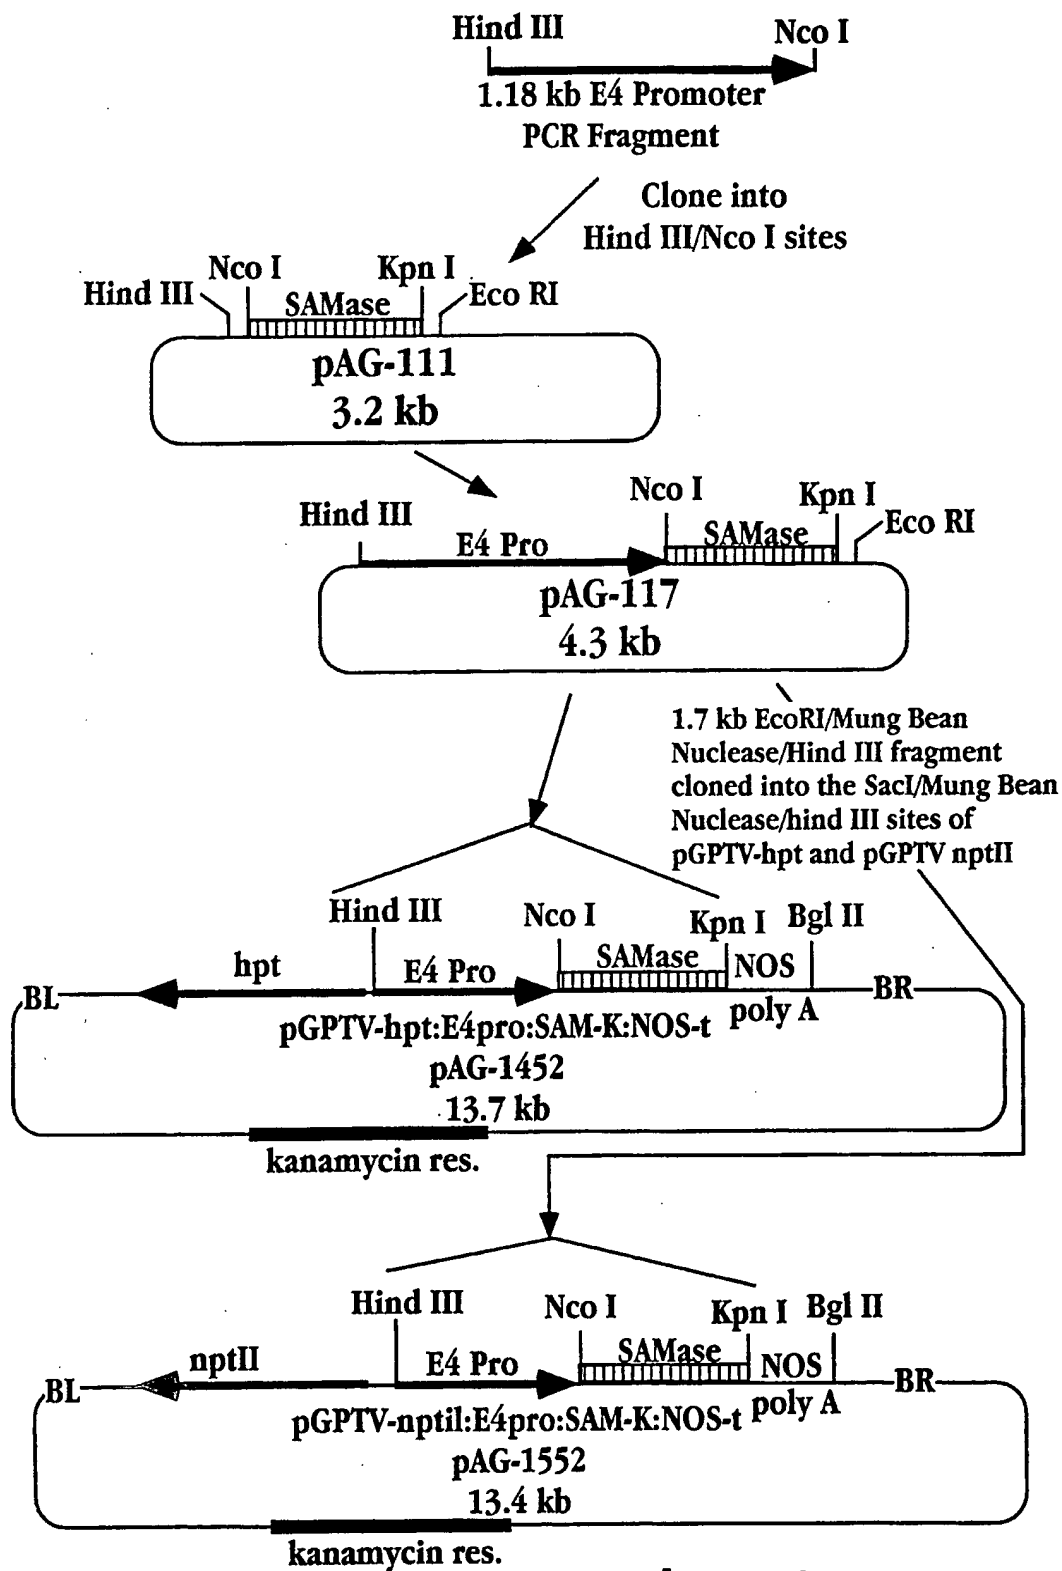 Hind III
Nco I
1.18 kb E4 Promoter
PCR Fragment
Clone into
Hind III/Nco I sites
Hind III
Nco I
Kpn I
Eco RI
SAMase
pAG-111
3.2 kb
Hind III
Nco I
Kpn I
Eco RI
E4 Pro
SAMase
pAG-117
4.3 kb
1.7 kb EcoRI/Mung Bean
Nuclease/Hind III fragment
cloned into the SacI/Mung Bean
Nuclease/hind III sites of
pGPTV-hpt and pGPTV nptII
Hind III
Nco I
Kpn I
Bgl II
BL
hpt
E4 Pro
SAMase
NOS
poly A
BR
pGPTV-hpt:E4pro:SAM-K:NOS-t
pAG-1452
13.7 kb
kanamycin res.
Hind III
Nco I
Kpn I
Bgl II
BL
nptII
E4 Pro
SAMase
NOS
poly A
BR
pGPTV-nptil:E4pro:SAM-K:NOS-t
pAG-1552
13.4 kb
kanamycin res.